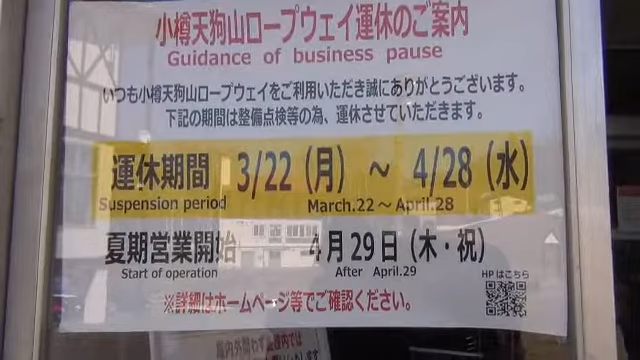 小樽天狗山ロープウェイ運休のご案内
Guidance of business pause
いつも小樽天狗山ロープウェイをご利用いただき誠にありがとうございます。
下記の期間は整備点検等の為、運休させていただきます。
運休期間 3/22（月） ～ 4/28（水）
Suspension period March.22～April.28
夏期営業開始 4月29日（木・祝）
Start of operation After April.29
HPはこちら
※詳細はホームページ等でご確認ください。